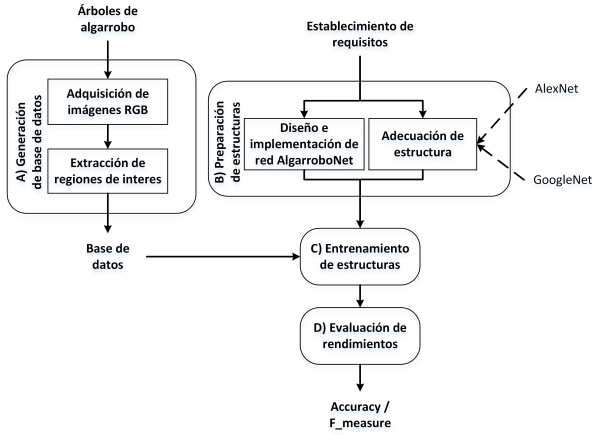 Árboles de
algarrobo
A) Generación
de base de datos
Adquisición de
imágenes RGB
Extracción de
regiones de interes
Base de
datos
Establecimiento de
requisitos
B) Preparación
de estructuras
Diseño e
implementación de
red AlgarroboNet
Adecuación de
estructura
AlexNet
GoogleNet
C) Entrenamiento
de estructuras
D) Evaluación de
rendimientos
Accuracy /
F_measure